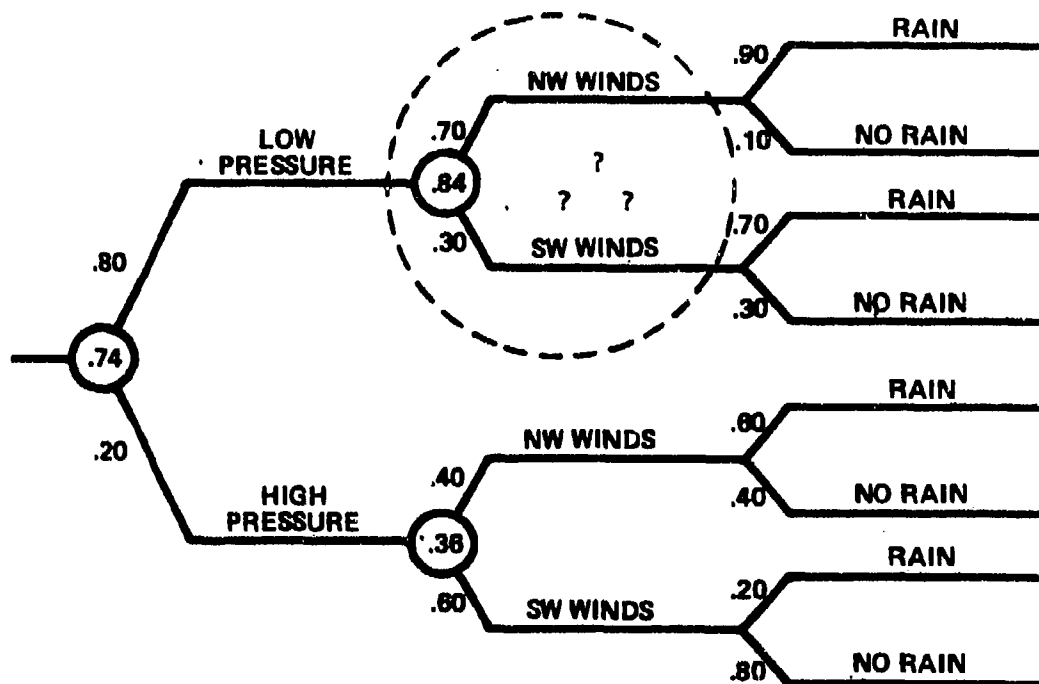 RAIN
.90
NW WINDS
.10
NO RAIN
LOW
PRESSURE
.70
.84
?
? ?
.30
SW WINDS
RAIN
.70
.30
NO RAIN
.80
.74
.20
HIGH
PRESSURE
RAIN
.60
NW WINDS
.40
.40
NO RAIN
.36
.60
SW WINDS
RAIN
.20
.80
NO RAIN